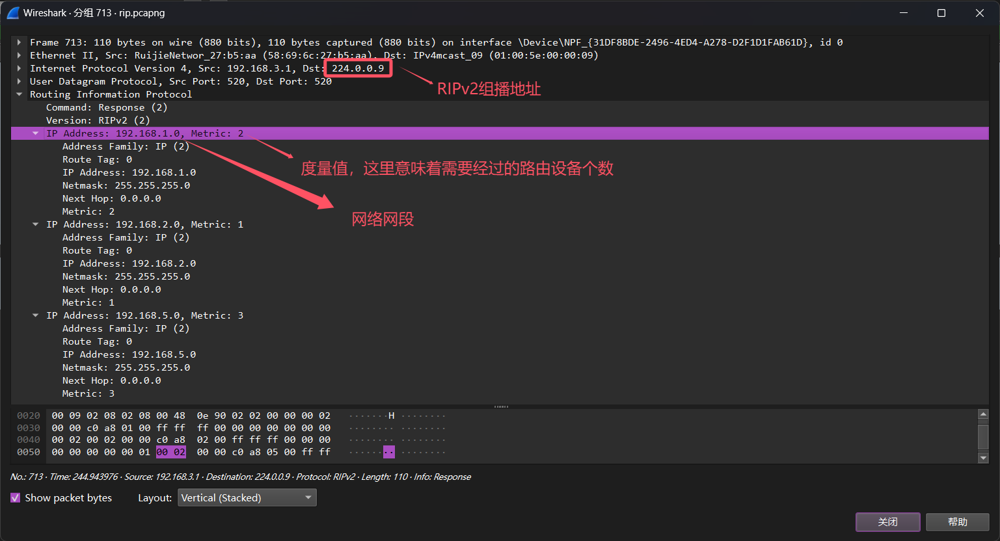 Wireshark · 分组 713 · rip.pcapng
Frame 713: 110 bytes on wire (880 bits), 110 bytes captured (880 bits) on interface \Device\NPF_{31DF8BDE-2496-4ED4-A278-D2F1D1FAB61D}, id 0
Ethernet II, Src: RuijieNetwor_27:b5:aa (58:69:6c:27:b5:aa), Dst: IPv4mcast_09 (01:00:5e:00:00:09)
Internet Protocol Version 4, Src: 192.168.3.1, Dst: 224.0.0.9
User Datagram Protocol, Src Port: 520, Dst Port: 520
RIPv2组播地址
Routing Information Protocol
Command: Response (2)
Version: RIPv2 (2)
IP Address: 192.168.1.0, Metric: 2
Address Family: IP (2)
Route Tag: 0
度量值，这里意味着需要经过的路由设备个数
IP Address: 192.168.1.0
Netmask: 255.255.255.0
Next Hop: 0.0.0.0
Metric: 2
网络网段
IP Address: 192.168.2.0, Metric: 1
Address Family: IP (2)
Route Tag: 0
IP Address: 192.168.2.0
Netmask: 255.255.255.0
Next Hop: 0.0.0.0
Metric: 1
IP Address: 192.168.5.0, Metric: 3
Address Family: IP (2)
Route Tag: 0
IP Address: 192.168.5.0
Netmask: 255.255.255.0
Next Hop: 0.0.0.0
Metric: 3
0020 00 09 02 08 02 08 00 48 0e 90 02 02 00 00 00 02 ·······H ········
0030 00 00 c0 a8 01 00 ff ff ff 00 00 00 00 00 00 00 ········ ········
0040 00 02 00 02 00 00 c0 a8 02 00 ff ff ff 00 00 00 ········ ········
0050 00 00 00 00 00 01 00 02 00 00 c0 a8 05 00 ff ff ········ ········
No.: 713 · Time: 244.943976 · Source: 192.168.3.1 · Destination: 224.0.0.9 · Protocol: RIPv2 · Length: 110 · Info: Response
Show packet bytes Layout: Vertical (Stacked)
关闭 帮助